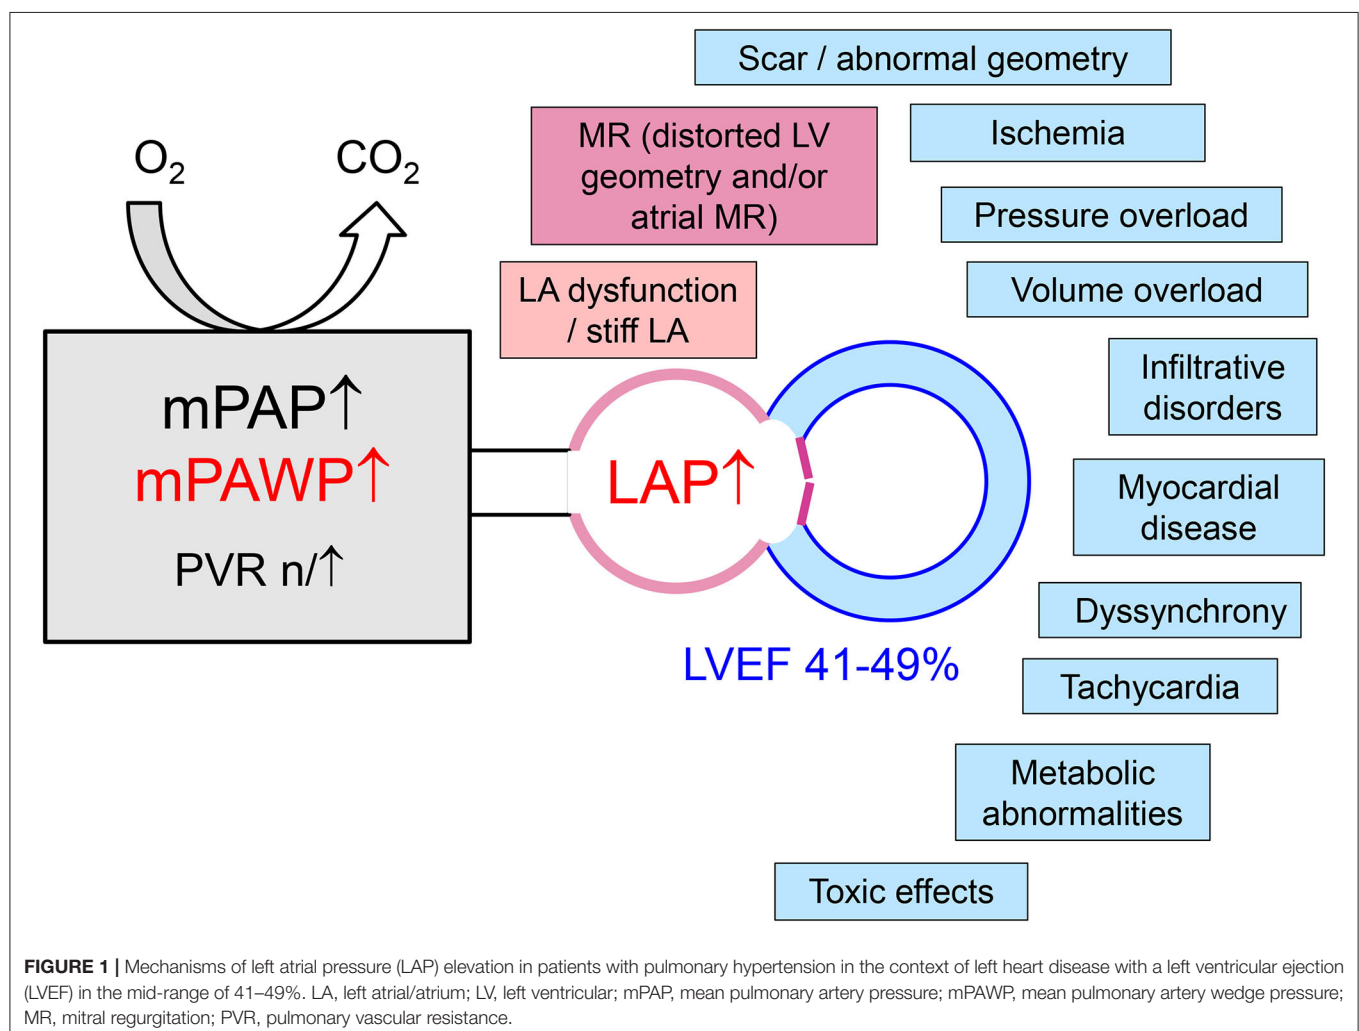 Scar / abnormal geometry
MR (distorted LV
geometry and/or
atrial MR)
Ischemia
O₂
CO₂
Pressure overload
LA dysfunction
/ stiff LA
Volume overload
Infiltrative
disorders
mPAP↑
mPAWP↑
PVR n/↑
LAP↑
Myocardial
disease
Dyssynchrony
LVEF 41-49%
Tachycardia
Metabolic
abnormalities
Toxic effects
FIGURE 1 | Mechanisms of left atrial pressure (LAP) elevation in patients with pulmonary hypertension in the context of left heart disease with a left ventricular ejection
(LVEF) in the mid-range of 41–49%. LA, left atrial/atrium; LV, left ventricular; mPAP, mean pulmonary artery pressure; mPAWP, mean pulmonary artery wedge pressure;
MR, mitral regurgitation; PVR, pulmonary vascular resistance.